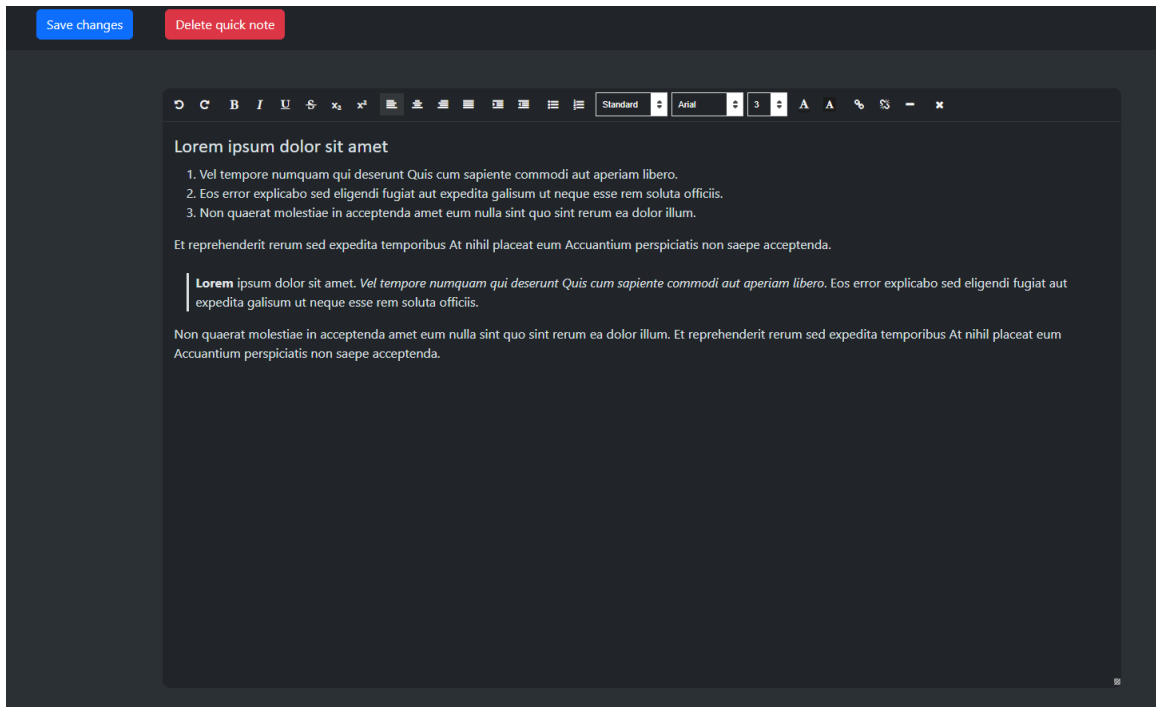 Save changes Delete quick note
B I U S x₂ x² Standard Arial 3 A A
Lorem ipsum dolor sit amet
1. Vel tempore numquam qui deserunt Quis cum sapiente commodi aut aperiam libero.
2. Eos error explicabo sed eligendi fugiat aut expedita galisum ut neque esse rem soluta officiis.
3. Non quaerat molestiae in acceptenda amet eum nulla sint quo sint rerum ea dolor illum.
Et reprehenderit rerum sed expedita temporibus At nihil placeat eum Accuantium perspiciatis non saepe acceptenda.
Lorem ipsum dolor sit amet. Vel tempore numquam qui deserunt Quis cum sapiente commodi aut aperiam libero. Eos error explicabo sed eligendi fugiat aut
expedita galisum ut neque esse rem soluta officiis.
Non quaerat molestiae in acceptenda amet eum nulla sint quo sint rerum ea dolor illum. Et reprehenderit rerum sed expedita temporibus At nihil placeat eum
Accuantium perspiciatis non saepe acceptenda.